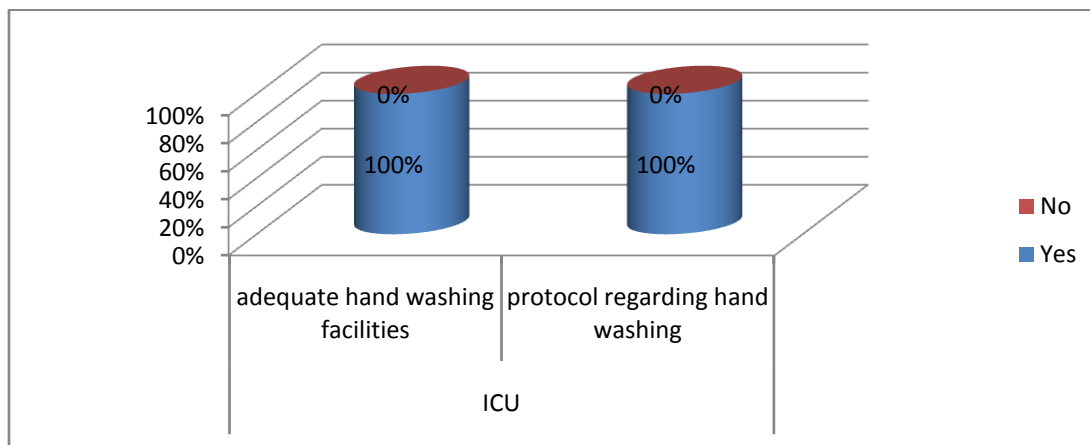 0%
0%
100%
100%
100%
80%
60%
40%
20%
0%
adequate hand washing
facilities
protocol regarding hand
washing
ICU
No
Yes